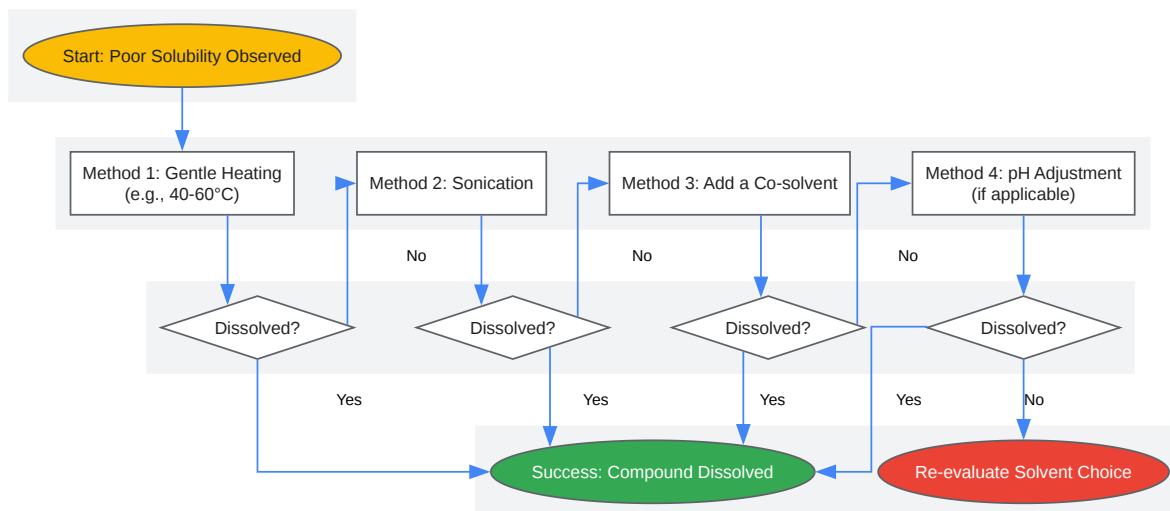 Start: Poor Solubility Observed
Method 1: Gentle Heating
(e.g., 40-60°C)
Method 2: Sonication
Method 3: Add a Co-solvent
Method 4: pH Adjustment
(if applicable)
No
No
No
Dissolved?
Dissolved?
Dissolved?
Dissolved?
Yes
Yes
Yes
Yes
No
Success: Compound Dissolved
Re-evaluate Solvent Choice